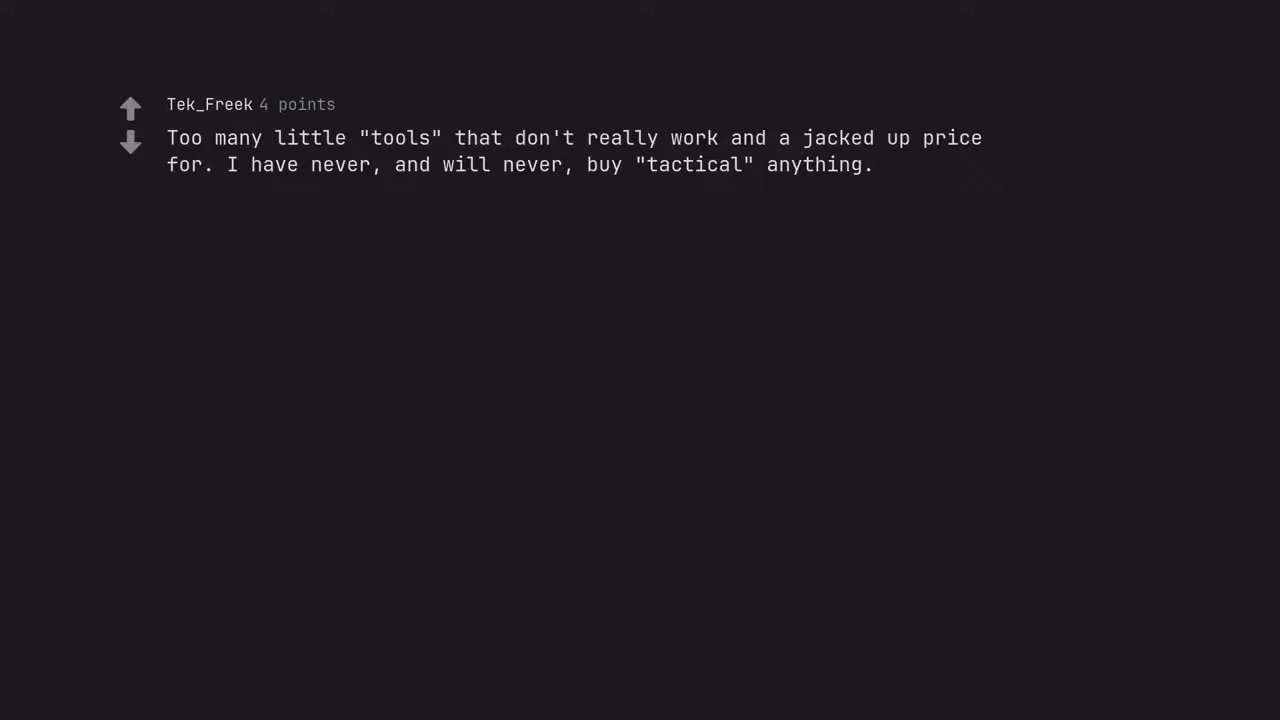 Tek_Freek 4 points
Too many little "tools" that don't really work and a jacked up price
for. I have never, and will never, buy "tactical" anything.